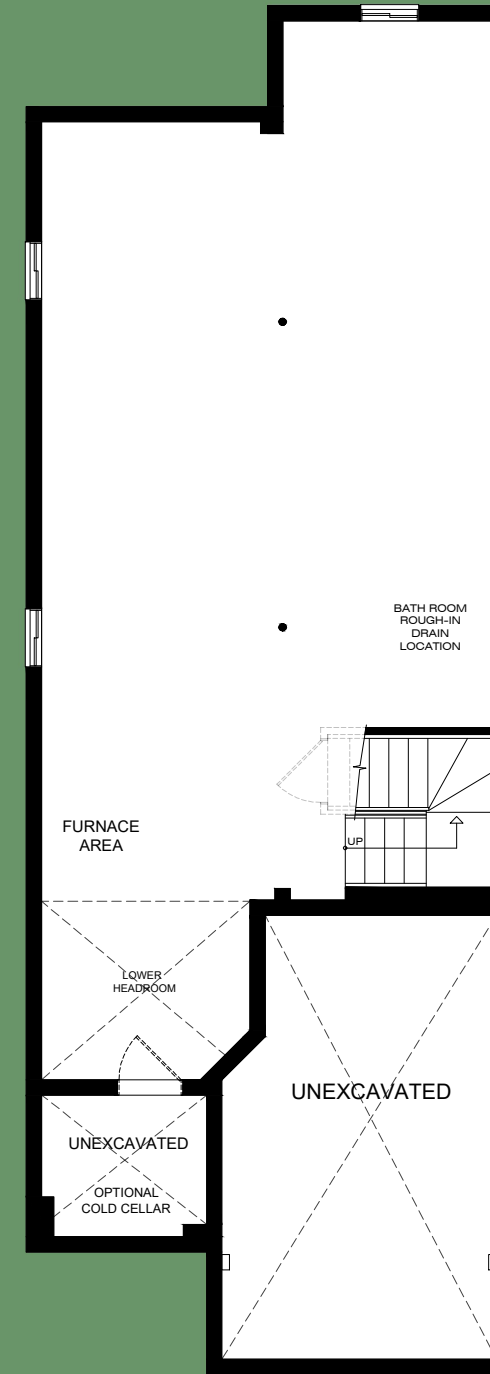 BATH ROOM
ROUGH-IN
DRAIN
LOCATION
UP
FURNACE
AREA
LOWER
HEADROOM
UNEXCAVATED
UNEXCAVATED
OPTIONAL
COLD CELLAR